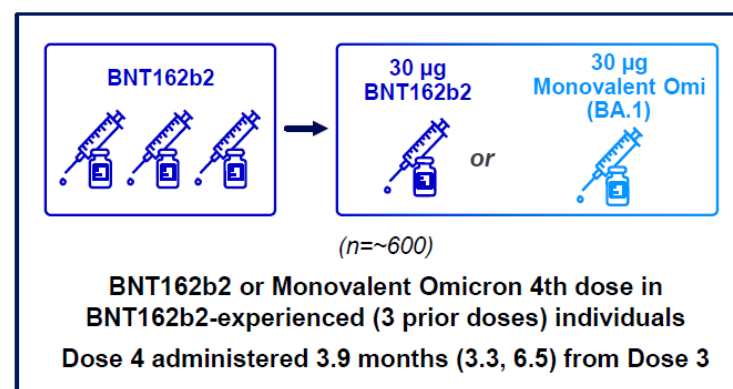 BNT162b2
30 µg
BNT162b2
or
30 µg
Monovalent Omi
(BA.1)
(n=~600)
BNT162b2 or Monovalent Omicron 4th dose in
BNT162b2-experienced (3 prior doses) individuals
Dose 4 administered 3.9 months (3.3, 6.5) from Dose 3